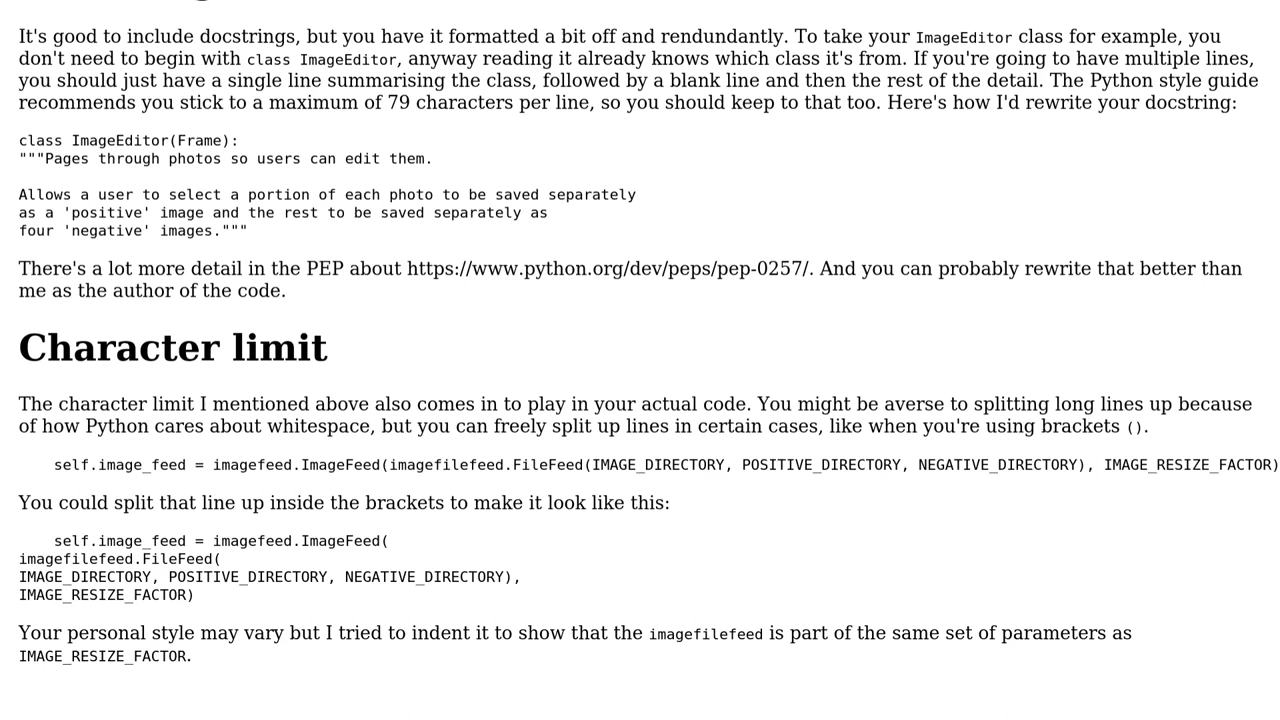 It's good to include docstrings, but you have it formatted a bit off and rendundantly. To take your ImageEditor class for example, you
don't need to begin with class ImageEditor, anyway reading it already knows which class it's from. If you're going to have multiple lines,
you should just have a single line summarising the class, followed by a blank line and then the rest of the detail. The Python style guide
recommends you stick to a maximum of 79 characters per line, so you should keep to that too. Here's how I'd rewrite your docstring:
class ImageEditor(Frame):
"""Pages through photos so users can edit them.
Allows a user to select a portion of each photo to be saved separately
as a 'positive' image and the rest to be saved separately as
four 'negative' images."""
There's a lot more detail in the PEP about https://www.python.org/dev/peps/pep-0257/. And you can probably rewrite that better than
me as the author of the code.
Character limit
The character limit I mentioned above also comes in to play in your actual code. You might be averse to splitting long lines up because
of how Python cares about whitespace, but you can freely split up lines in certain cases, like when you're using brackets ().
    self.image_feed = imagefeed.ImageFeed(imagefilefeed.FileFeed(IMAGE_DIRECTORY, POSITIVE_DIRECTORY, NEGATIVE_DIRECTORY), IMAGE_RESIZE_FACTOR)
You could split that line up inside the brackets to make it look like this:
    self.image_feed = imagefeed.ImageFeed(
imagefilefeed.FileFeed(
IMAGE_DIRECTORY, POSITIVE_DIRECTORY, NEGATIVE_DIRECTORY),
IMAGE_RESIZE_FACTOR)
Your personal style may vary but I tried to indent it to show that the imagefilefeed is part of the same set of parameters as
IMAGE_RESIZE_FACTOR.